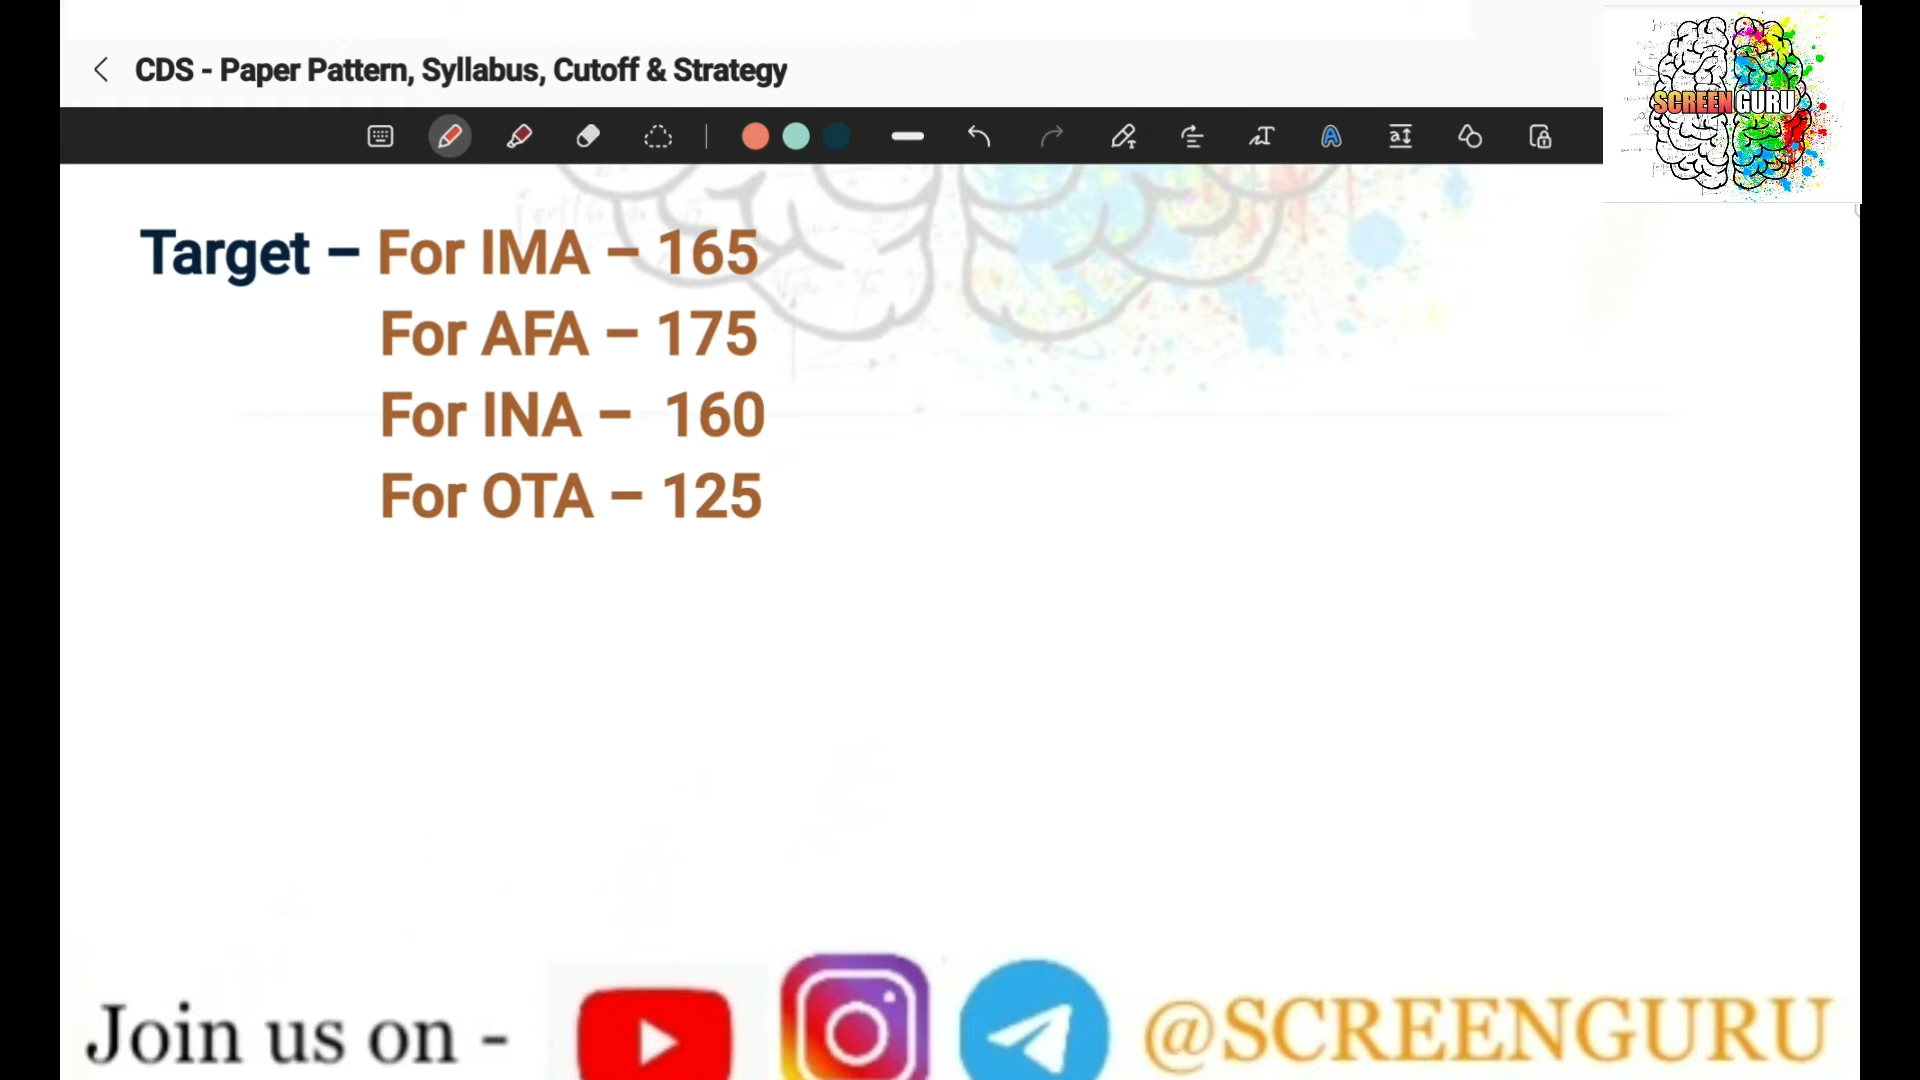 CDS - Paper Pattern, Syllabus, Cutoff & Strategy
SCREEN GURU
Target – For IMA – 165
For AFA – 175
For INA – 160
For OTA – 125
Join us on - @SCREENGURU